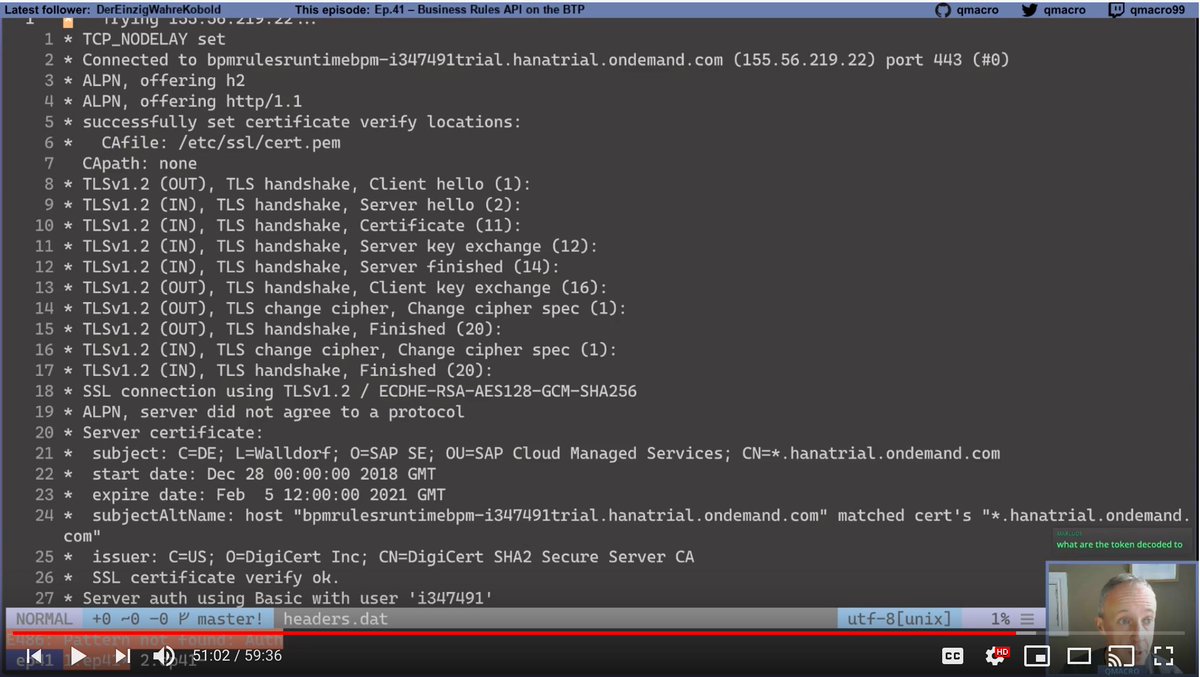 Latest follower: DerEinzigWahreKobold This episode: Ep.41 – Business Rules API on the BTP qmacro qmacro qmacro99
1 * Trying 155.56.219.22...
1 * TCP_NODELAY set
2 * Connected to bpmrulesruntimebpm-i347491trial.hanatrial.ondemand.com (155.56.219.22) port 443 (#0)
3 * ALPN, offering h2
4 * ALPN, offering http/1.1
5 * successfully set certificate verify locations:
6 *   CAfile: /etc/ssl/cert.pem
7   CApath: none
8 * TLSv1.2 (OUT), TLS handshake, Client hello (1):
9 * TLSv1.2 (IN), TLS handshake, Server hello (2):
10 * TLSv1.2 (IN), TLS handshake, Certificate (11):
11 * TLSv1.2 (IN), TLS handshake, Server key exchange (12):
12 * TLSv1.2 (IN), TLS handshake, Server finished (14):
13 * TLSv1.2 (OUT), TLS handshake, Client key exchange (16):
14 * TLSv1.2 (OUT), TLS change cipher, Change cipher spec (1):
15 * TLSv1.2 (OUT), TLS handshake, Finished (20):
16 * TLSv1.2 (IN), TLS change cipher, Change cipher spec (1):
17 * TLSv1.2 (IN), TLS handshake, Finished (20):
18 * SSL connection using TLSv1.2 / ECDHE-RSA-AES128-GCM-SHA256
19 * ALPN, server did not agree to a protocol
20 * Server certificate:
21 *  subject: C=DE; L=Walldorf; O=SAP SE; OU=SAP Cloud Managed Services; CN=*.hanatrial.ondemand.com
22 *  start date: Dec 28 00:00:00 2018 GMT
23 *  expire date: Feb  5 12:00:00 2021 GMT
24 *  subjectAltName: host "bpmrulesruntimebpm-i347491trial.hanatrial.ondemand.com" matched cert's "*.hanatrial.ondemand.
com"
25 *  issuer: C=US; O=DigiCert Inc; CN=DigiCert SHA2 Secure Server CA
26 *  SSL certificate verify ok.
27 * Server auth using Basic with user 'i347491'
what are the token decoded to
NORMAL +0 ~0 -0 master! headers.dat utf-8[unix] 1%
E486: Pattern not found: Auth
ep41 1 ep41 2:ep41
51:02 / 59:36
CC HD
QMACRO